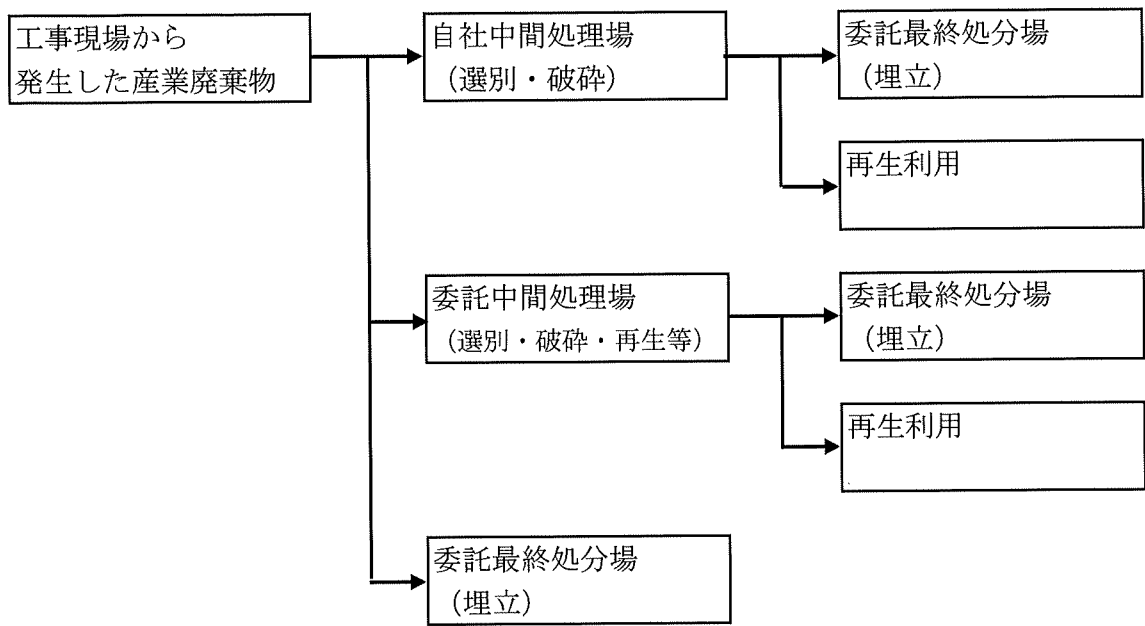 工事現場から
発生した産業廃棄物
自社中間処理場
(選別・破砕)
委託最終処分場
(埋立)
再生利用
委託中間処理場
(選別・破砕・再生等)
委託最終処分場
(埋立)
再生利用
委託最終処分場
(埋立)